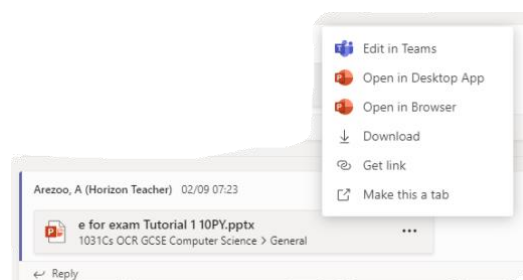 Edit in Teams
Open in Desktop App
Open in Browser
Download
Get link
Make this a tab
Arezoo, A (Horizon Teacher) 02/09 07:23
e for exam Tutorial 1 10PY.pptx
1031Cs OCR GCSE Computer Science > General
Reply